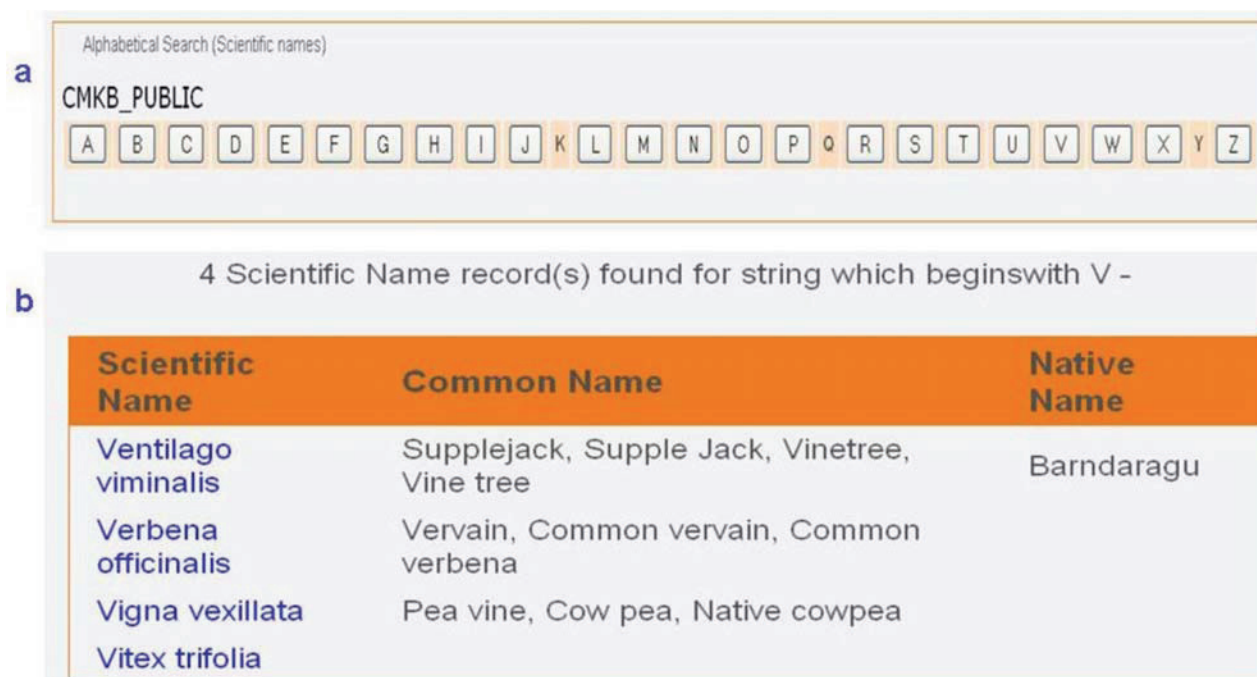 a
Alphabetical Search (Scientific names)
CMKB_PUBLIC
A B C D E F G H I J K L M N O P Q R S T U V W X Y Z
b
4 Scientific Name record(s) found for string which beginswith V -
Scientific Name Common Name Native Name
Ventilago viminalis Supplejack, Supple Jack, Vinetree, Vine tree Barndaragu
Verbena officinalis Vervain, Common vervain, Common verbena
Vigna vexillata Pea vine, Cow pea, Native cowpea
Vitex trifolia